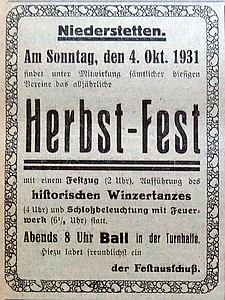 Niederstetten.
Am Sonntag, den 4. Okt. 1931
findet unter Mitwirkung sämtlicher hiesigen
Vereine das alljährliche
Herbst-Fest
mit einem Festzug (2 Uhr), Aufführung des
historischen Winzertanzes
(4 Uhr) und Schloßbeleuchtung mit Feuer-
werk (6½ Uhr) statt.
Abends 8 Uhr Ball in der Turnhalle.
Hiezu ladet freundlichst ein
der Festausschuß.